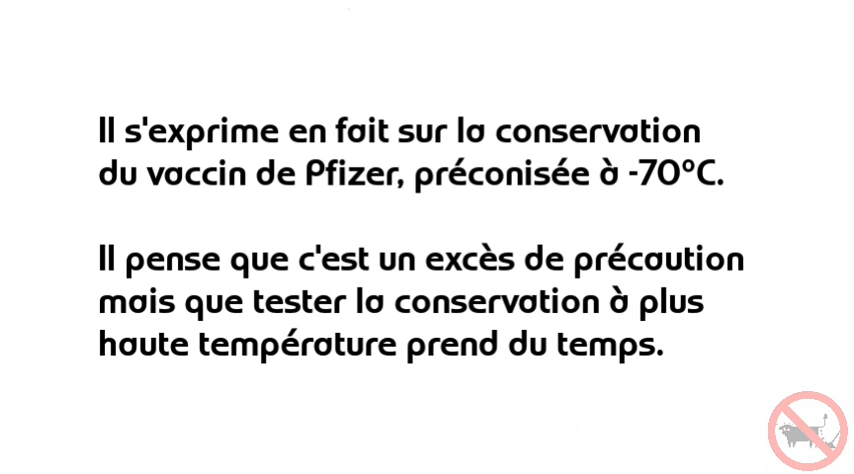 Il s'exprime en fait sur la conservation
du vaccin de Pfizer, préconisée à -70°C.
Il pense que c'est un excès de précaution
mais que tester la conservation à plus
haute température prend du temps.